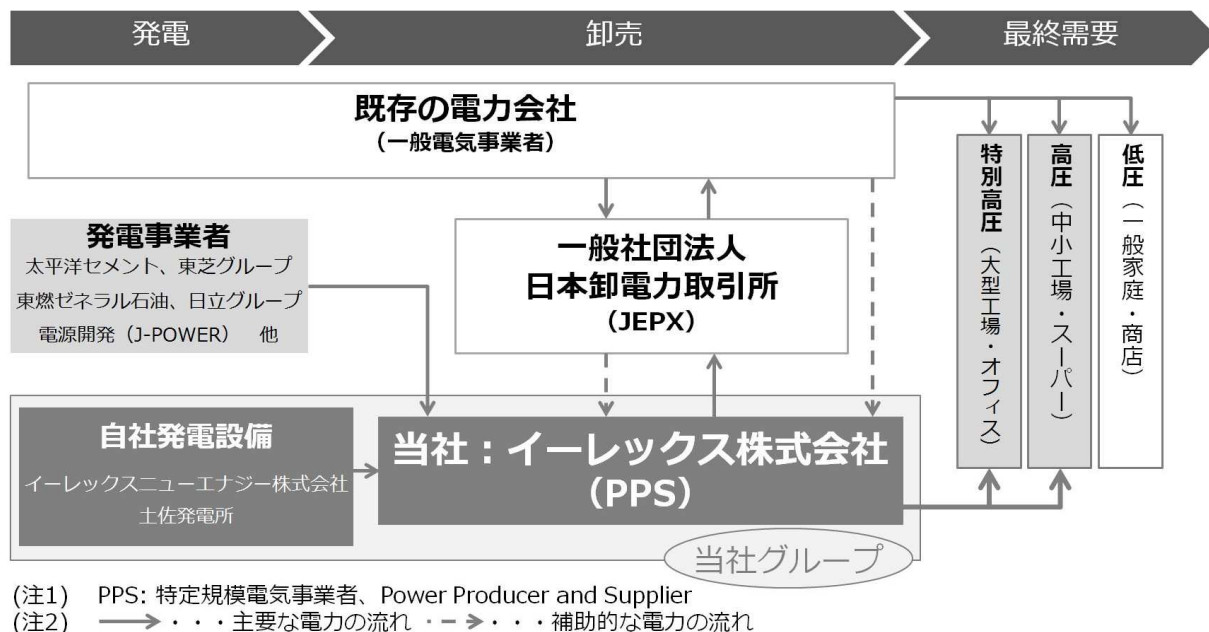 発電
卸売
最終需要
既存の電力会社
（一般電気事業者）
発電事業者
太平洋セメント、東芝グループ
東燃ゼネラル石油、日立グループ
電源開発（J-POWER）　他
一般社団法人
日本卸電力取引所
（JEPX）
特別高圧（大型工場・オフィス）
高圧（中小工場・スーパー）
低圧（一般家庭・商店）
自社発電設備
イーレックスニューエナジー株式会社
土佐発電所
当社：イーレックス株式会社
（PPS）
当社グループ
(注1)　PPS: 特定規模電気事業者、Power Producer and Supplier
(注2)　→・・・主要な電力の流れ ⇢・・・補助的な電力の流れ